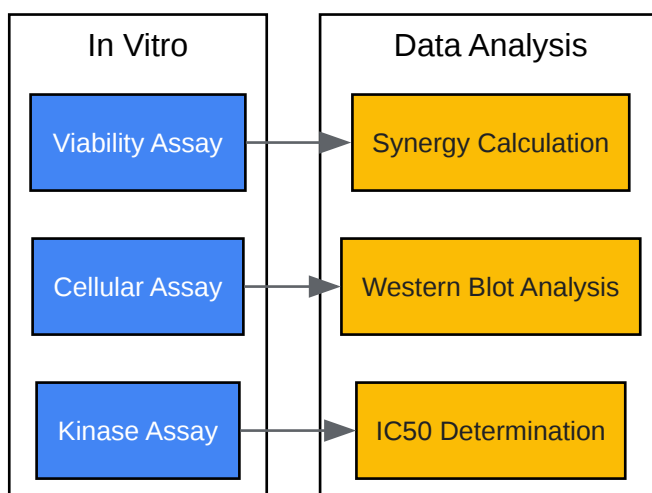 In Vitro
Data Analysis
Viability Assay
Synergy Calculation
Cellular Assay
Western Blot Analysis
Kinase Assay
IC50 Determination